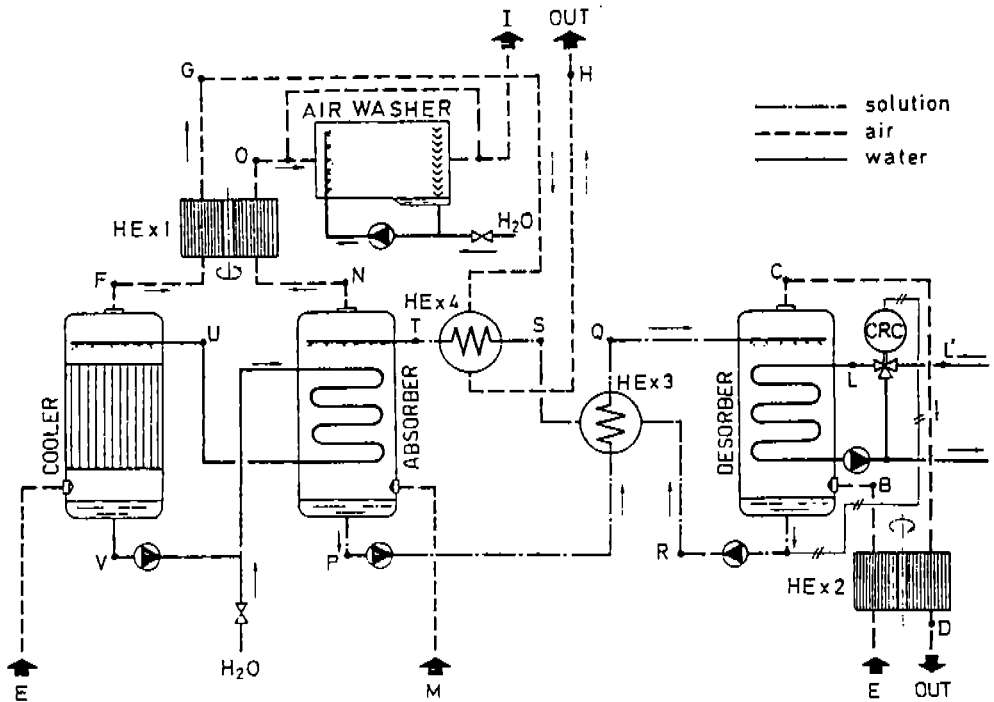 I
OUT
G
H
AIR WASHER
solution
air
water
O
H₂O
HEx1
F
N
HEx4
C
U
T
S
Q
CRC
L'
HEx3
L
COOLER
ABSORBER
DESORBER
B
V
P
R
HEx2
D
H₂O
E
M
E
OUT